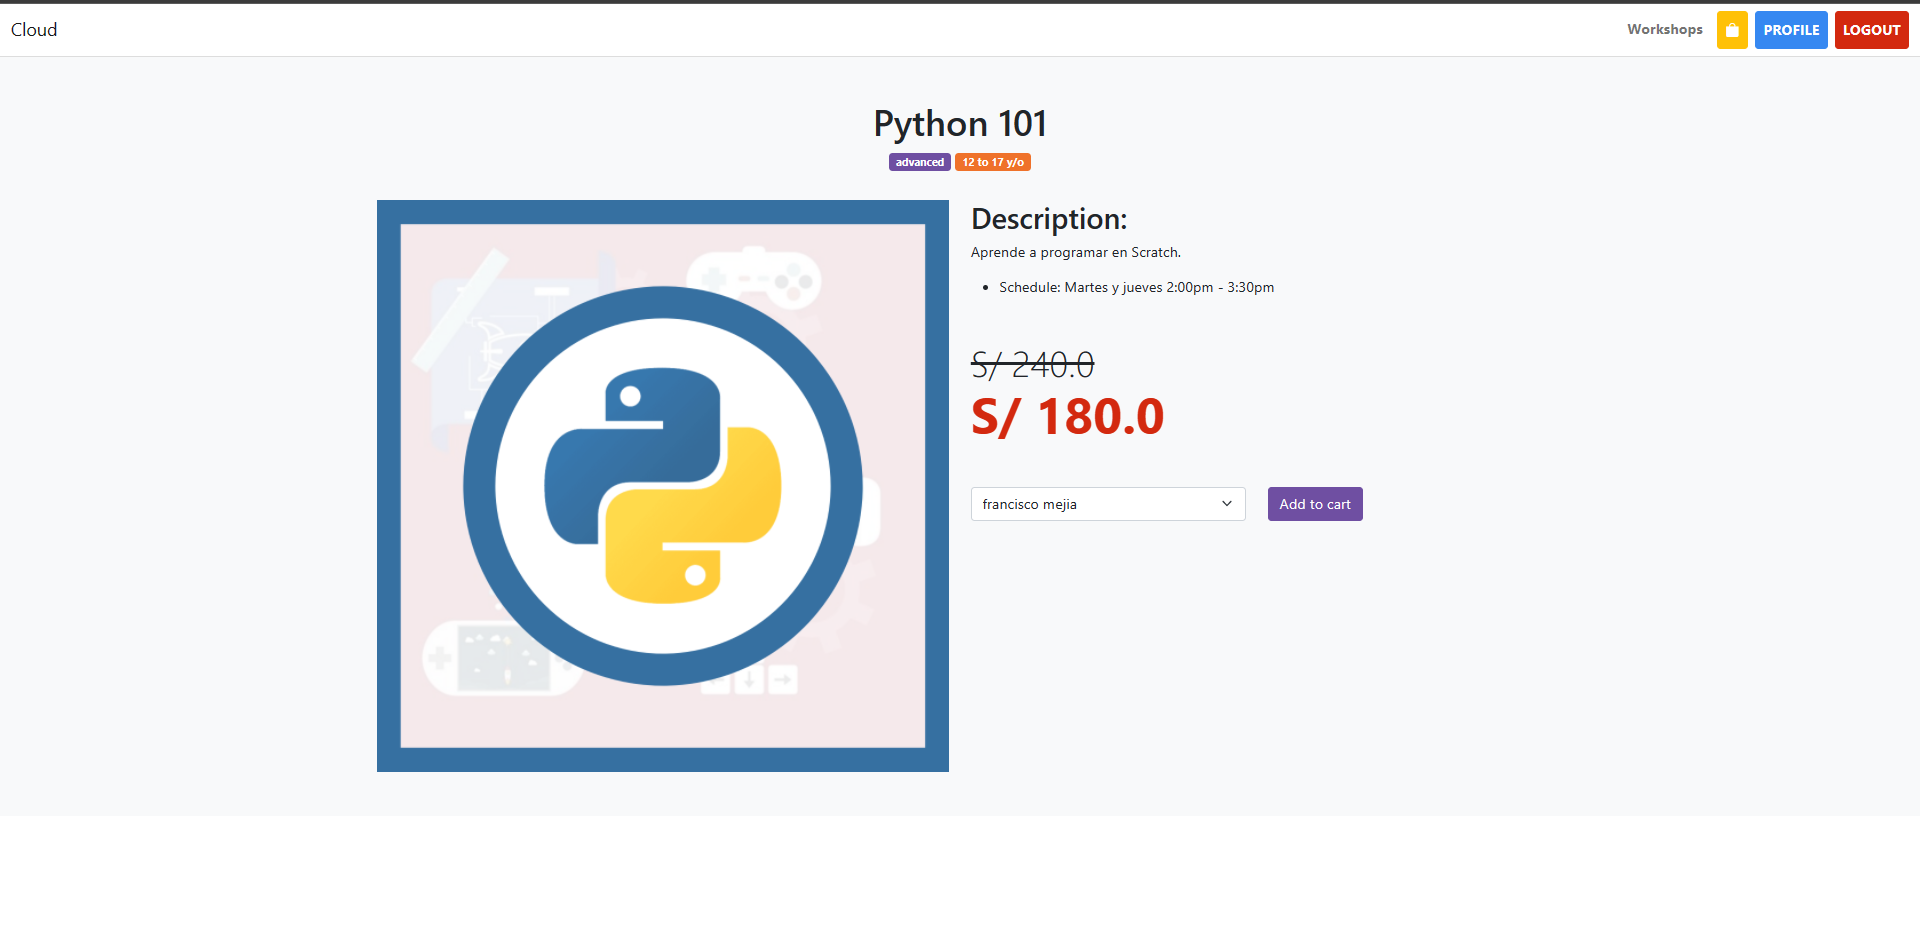 Cloud
Workshops
PROFILE
LOGOUT
Python 101
advanced
12 to 17 y/o
Description:
Aprende a programar en Scratch.
Schedule: Martes y jueves 2:00pm - 3:30pm
S/ 240.0
S/ 180.0
francisco mejia
Add to cart